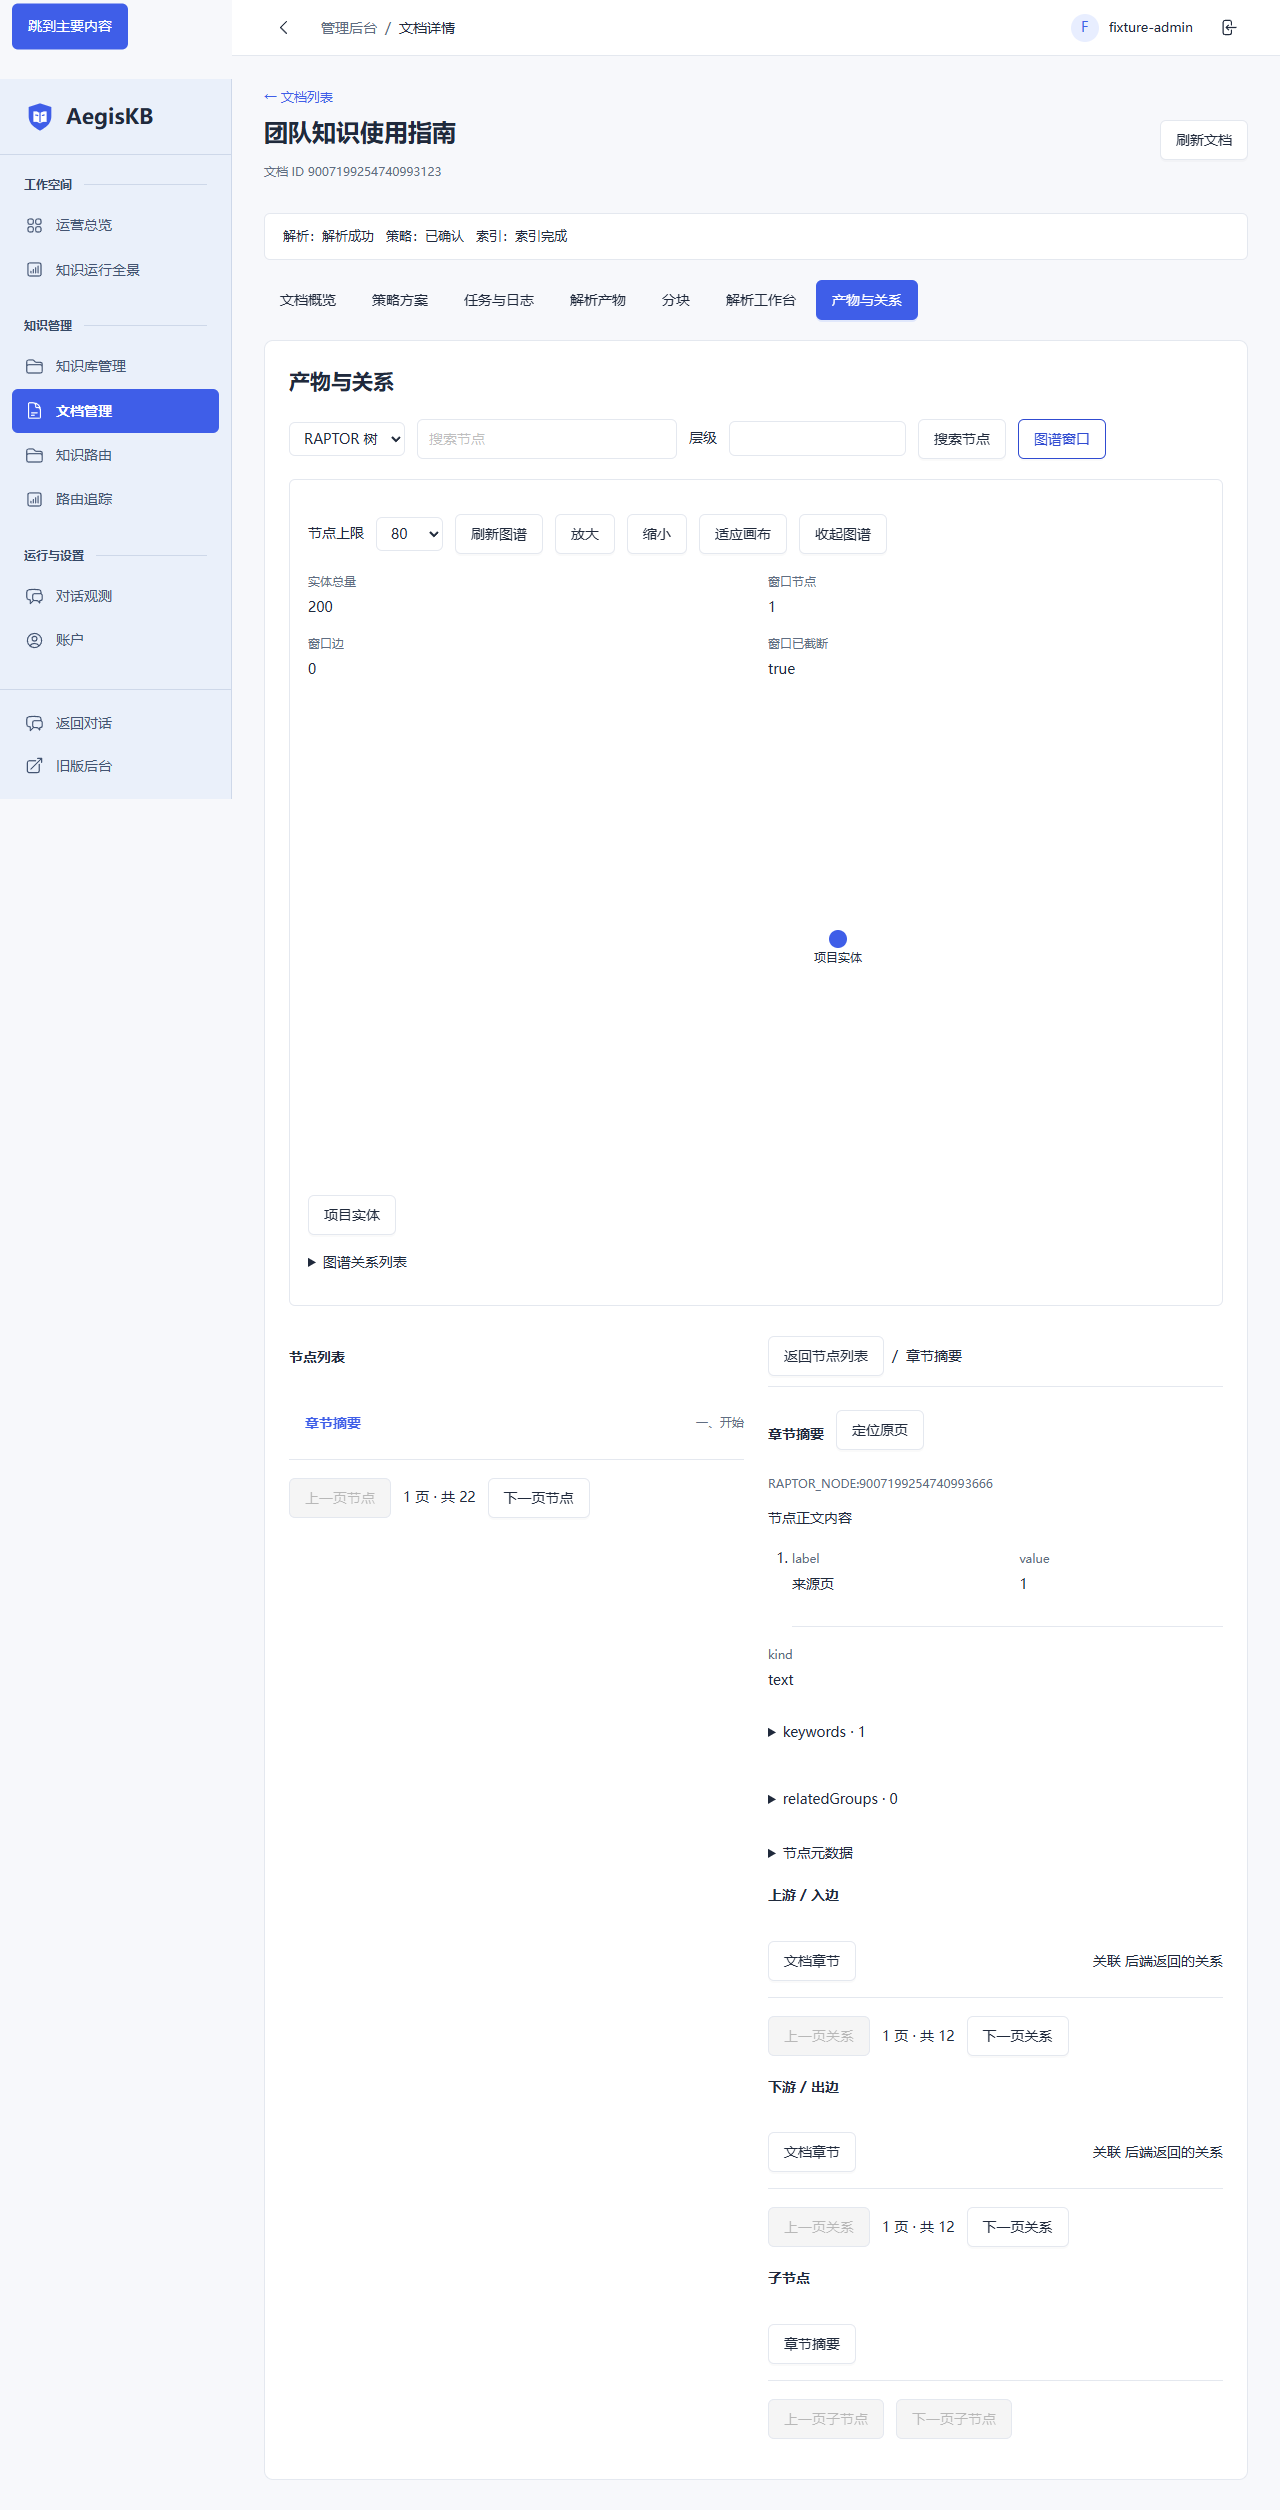 跳到主要内容
管理后台 / 文档详情
F fixture-admin
AegisKB
工作空间
运营总览
知识运行全景
知识管理
知识库管理
文档管理
知识路由
路由追踪
运行与设置
对话观测
账户
返回对话
旧版后台
← 文档列表
团队知识使用指南
文档 ID 9007199254740993123
刷新文档
解析：解析成功 策略：已确认 索引：索引完成
文档概览 策略方案 任务与日志 解析产物 分块 解析工作台 产物与关系
产物与关系
RAPTOR 树 搜索节点 层级 搜索节点 图谱窗口
节点上限 80 刷新图谱 放大 缩小 适应画布 收起图谱
实体总量 窗口节点
200 1
窗口边 窗口已截断
0 true
项目实体
项目实体
▶ 图谱关系列表
节点列表
章节摘要 一、开始
上一页节点 1 页 · 共 22 下一页节点
返回节点列表 / 章节摘要
章节摘要 定位原页
RAPTOR_NODE:9007199254740993666
节点正文内容
1. label value
来源页 1
kind
text
▶ keywords · 1
▶ relatedGroups · 0
▶ 节点元数据
上游 / 入边
文档章节 关联 后端返回的关系
上一页关系 1 页 · 共 12 下一页关系
下游 / 出边
文档章节 关联 后端返回的关系
上一页关系 1 页 · 共 12 下一页关系
子节点
章节摘要
上一页子节点 下一页子节点